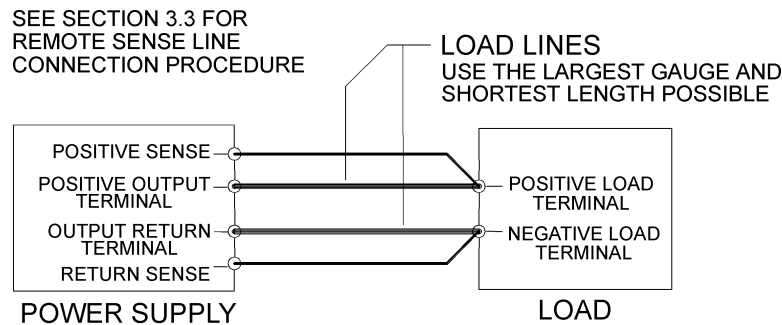 SEE SECTION 3.3 FOR
REMOTE SENSE LINE
CONNECTION PROCEDURE
LOAD LINES
USE THE LARGEST GAUGE AND
SHORTEST LENGTH POSSIBLE
POSITIVE SENSE
POSITIVE OUTPUT
TERMINAL
OUTPUT RETURN
TERMINAL
RETURN SENSE
POWER SUPPLY
POSITIVE LOAD
TERMINAL
NEGATIVE LOAD
TERMINAL
LOAD